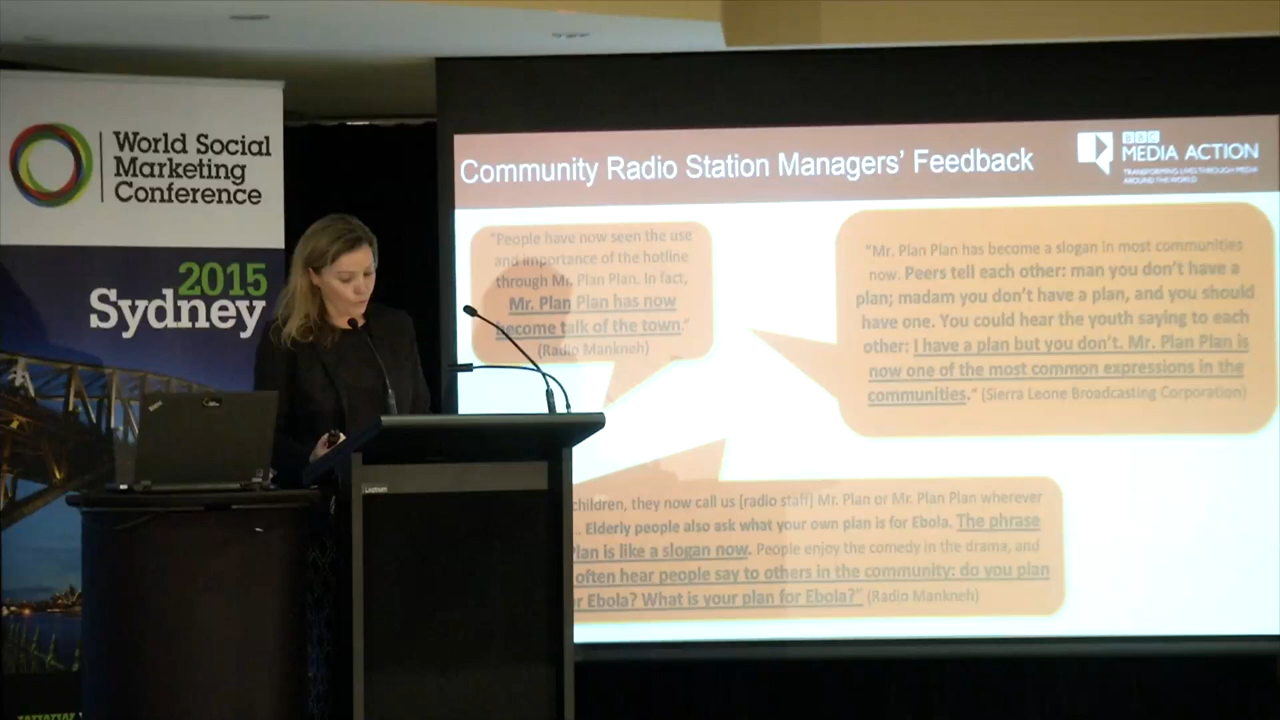 World Social
Marketing
Conference
2015
Sydney
Community Radio Station Managers' Feedback
BBC
MEDIA ACTION
TRANSFORMING LIVES THROUGH MEDIA
AROUND THE WORLD
"People have now seen the use
and importance of the hotline
through Mr. Plan Plan. In fact,
Mr. Plan Plan has now
become talk of the town."
(Radio Mankneh)
"Mr. Plan Plan has become a slogan in most communities
now. Peers tell each other: man you don't have a
plan; madam you don't have a plan, and you should
have one. You could hear the youth saying to each
other: I have a plan but you don't. Mr. Plan Plan is
now one of the most common expressions in the
communities." (Sierra Leone Broadcasting Corporation)
children, they now call us [radio staff] Mr. Plan or Mr. Plan Plan wherever
... Elderly people also ask what your own plan is for Ebola. The phrase
lan is like a slogan now. People enjoy the comedy in the drama, and
often hear people say to others in the community: do you plan
r Ebola? What is your plan for Ebola?" (Radio Mankneh)
Lectrum